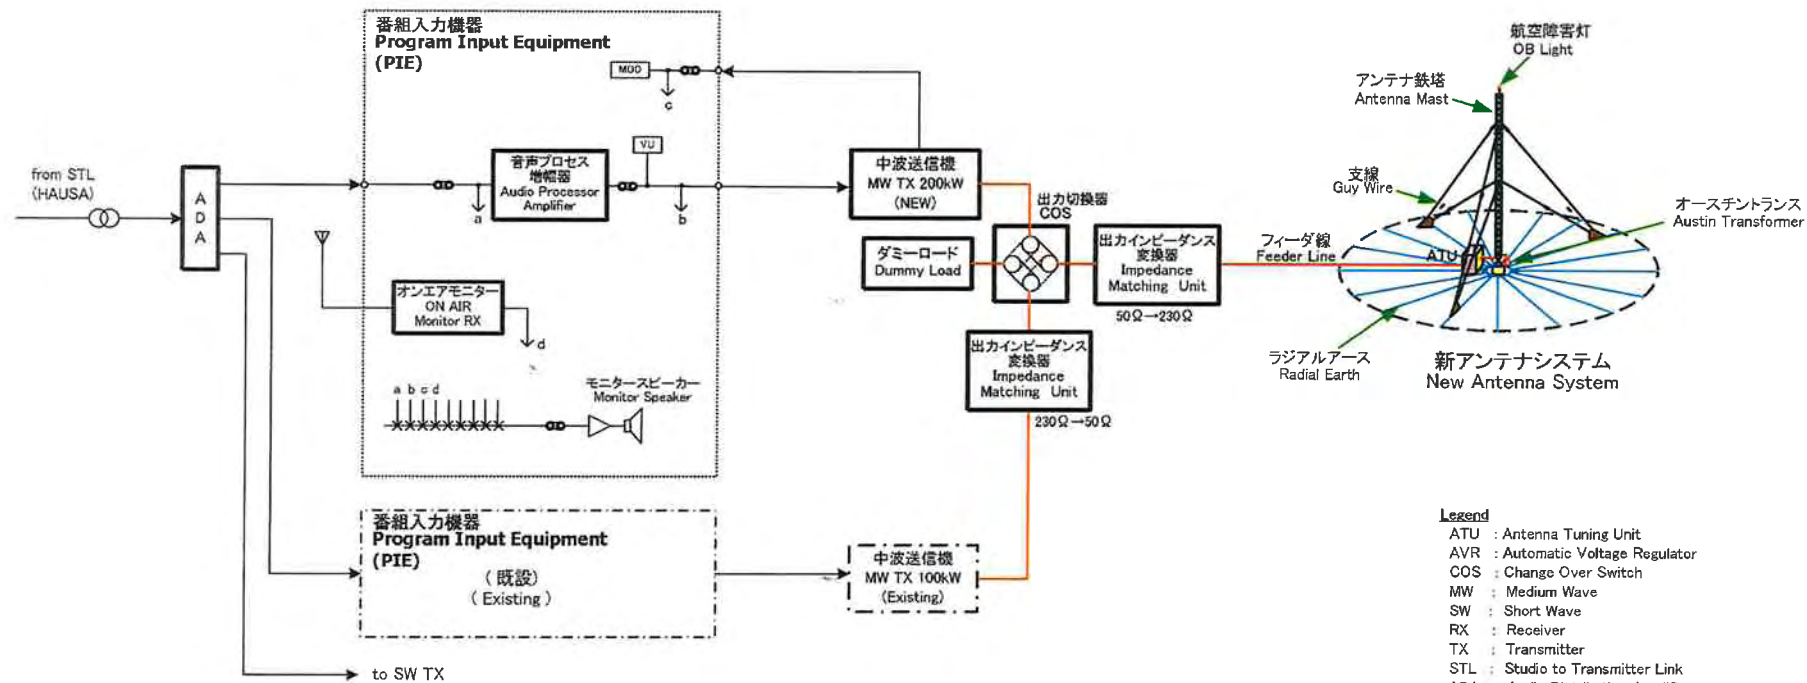 番組入力機器
Program Input Equipment
(PIE)
MOD
c
VU
from STL
(HAUSA)
A
D
A
音声プロセス
増幅器
Audio Processor
Amplifier
a
b
オンエアモニター
ON AIR
Monitor RX
d
a b c d
モニタースピーカー
Monitor Speaker
番組入力機器
Program Input Equipment
(PIE)
(既設)
( Existing )
to SW TX
中波送信機
MW TX 200kW
(NEW)
出力切換器
COS
ダミーロード
Dummy Load
出力インピーダンス
変換器
Impedance
Matching Unit
50Ω→230Ω
出力インピーダンス
変換器
Impedance
Matching Unit
230Ω→50Ω
中波送信機
MW TX 100kW
(Existing)
フィーダ線
Feeder Line
航空障害灯
OB Light
アンテナ鉄塔
Antenna Mast
支線
Guy Wire
オースチントランス
Austin Transformer
ATU
ラジアルアース
Radial Earth
新アンテナシステム
New Antenna System
Legend
ATU : Antenna Tuning Unit
AVR : Automatic Voltage Regulator
COS : Change Over Switch
MW : Medium Wave
SW : Short Wave
RX : Receiver
TX : Transmitter
STL : Studio to Transmitter Link